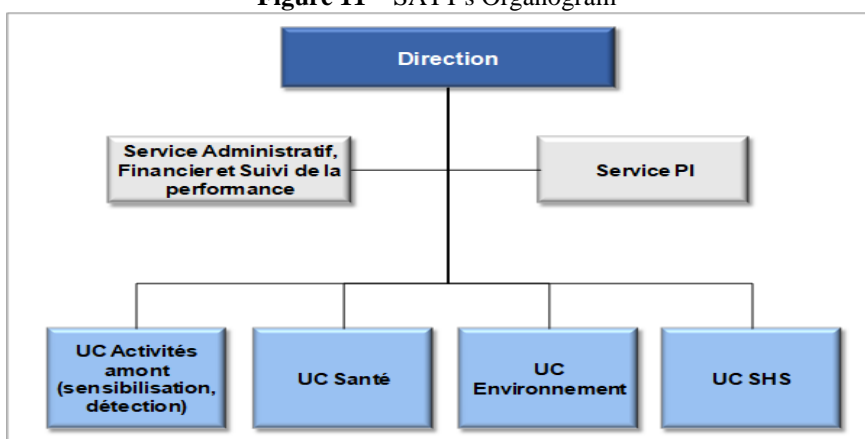 Figure 11 – SATT's Organogram
Direction
Service Administratif,
Financier et Suivi de la
performance
Service PI
UC Activités
amont
(sensibilisation,
détection)
UC Santé
UC
Environnement
UC SHS